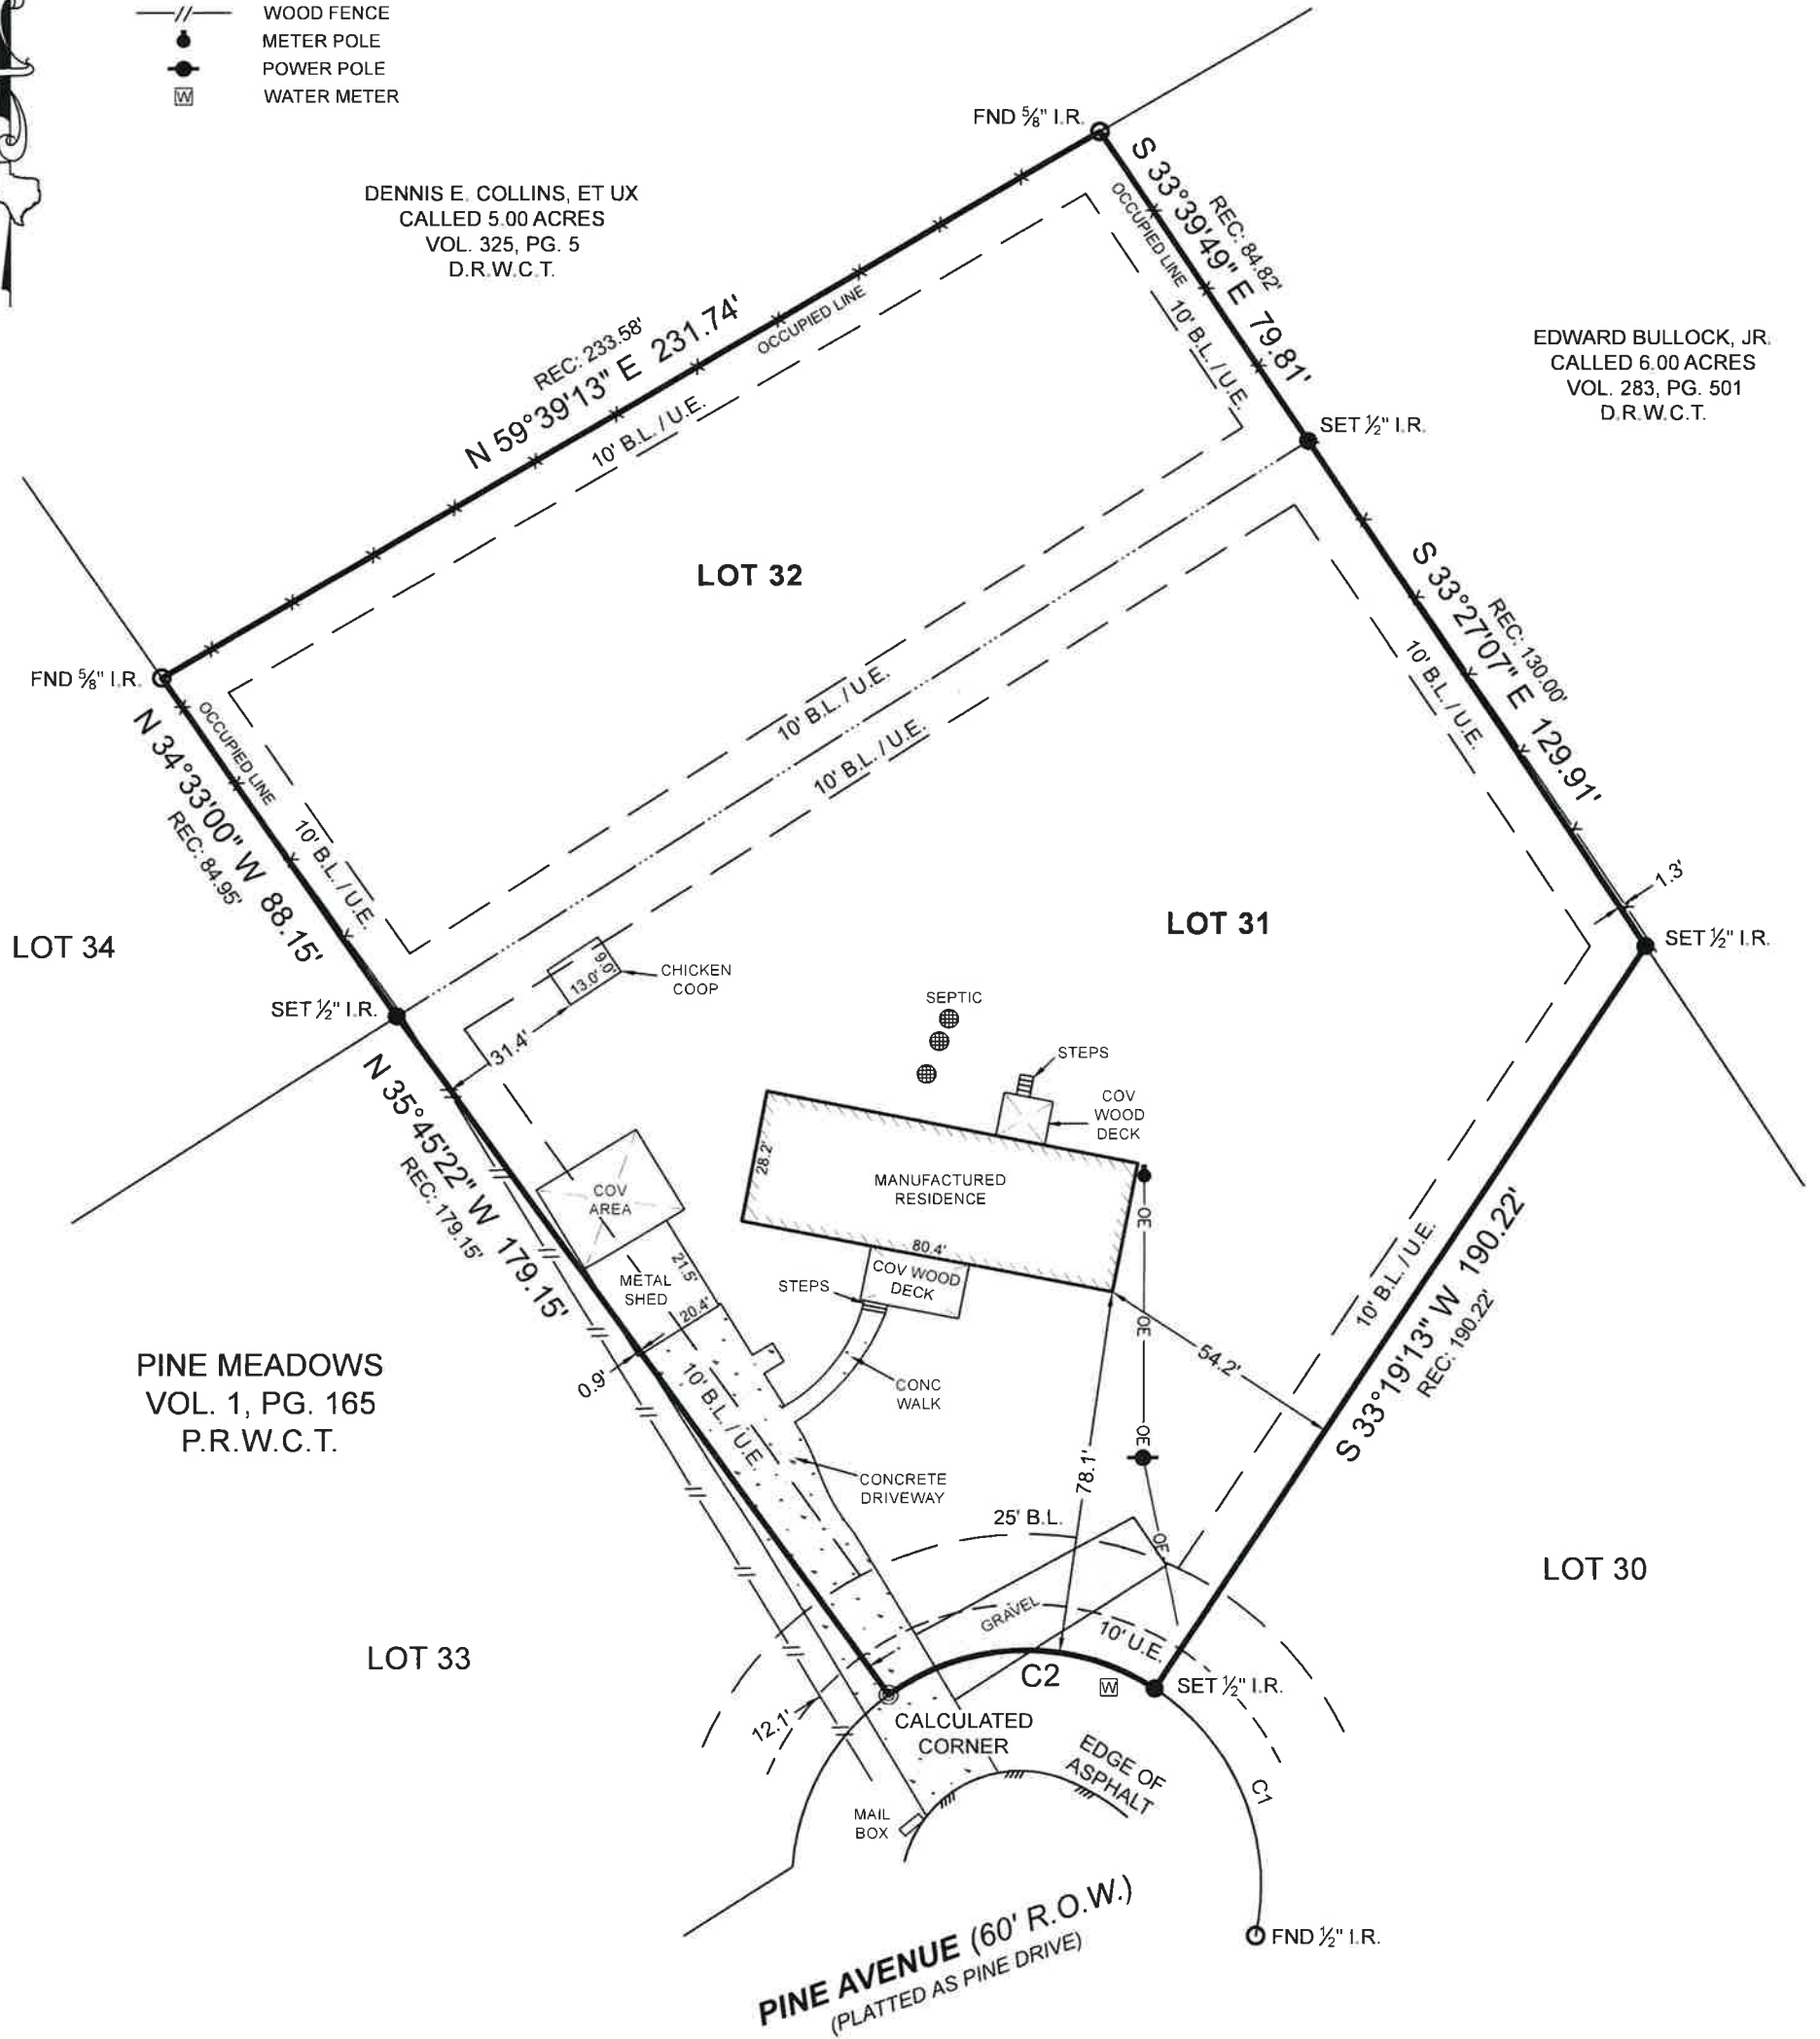 WOOD FENCE
METER POLE
POWER POLE
W WATER METER
FND ⅝" I.R.
DENNIS E. COLLINS, ET UX
CALLED 5.00 ACRES
VOL. 325, PG. 5
D.R.W.C.T.
S 33°39'49" E 79.81'
REC: 84.82'
OCCUPIED LINE
10' B.L. / U.E.
REC: 233.58'
N 59°39'13" E 231.74'
OCCUPIED LINE
10' B.L. / U.E.
EDWARD BULLOCK, JR.
CALLED 6.00 ACRES
VOL. 283, PG. 501
D.R.W.C.T.
SET ½" I.R.
LOT 32
S 33°27'07" E 129.91'
REC: 130.00'
10' B.L. / U.E.
FND ⅝" I.R.
OCCUPIED LINE
N 34°33'00" W 88.15'
REC: 84.95'
10' B.L. / U.E.
10' B.L. / U.E.
10' B.L. / U.E.
1.3'
LOT 31
LOT 34
SET ½" I.R.
9.0'
13.0'
CHICKEN
COOP
31.4'
SET ½" I.R.
SEPTIC
STEPS
COV
WOOD
DECK
N 35°45'22" W 179.15'
REC: 179.15'
28.2'
MANUFACTURED
RESIDENCE
80.4'
COV
AREA
21.5'
METAL
SHED
20.4'
STEPS
COV WOOD
DECK
OE
OE
OE
OE
10' B.L. / U.E.
S 33°19'13" W 190.22'
REC: 190.22'
54.2'
PINE MEADOWS
VOL. 1, PG. 165
P.R.W.C.T.
0.9'
10' B.L. / U.E.
CONC
WALK
CONCRETE
DRIVEWAY
78.1'
25' B.L.
LOT 30
GRAVEL
10' U.E.
LOT 33
C2
W
SET ½" I.R.
12.1'
CALCULATED
CORNER
EDGE OF
ASPHALT
C1
MAIL
BOX
PINE AVENUE (60' R.O.W.)
(PLATTED AS PINE DRIVE)
FND ½" I.R.